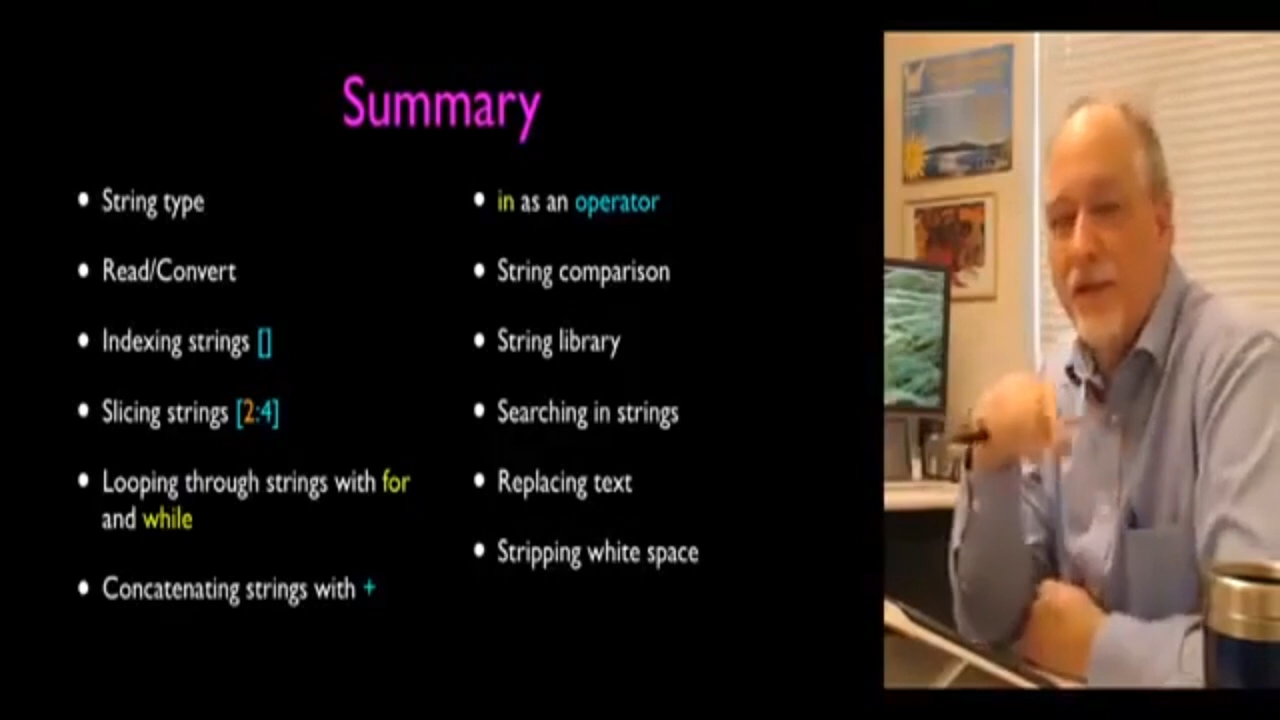 Summary
String type
Read/Convert
Indexing strings []
Slicing strings [2:4]
Looping through strings with for
and while
Concatenating strings with +
in as an operator
String comparison
String library
Searching in strings
Replacing text
Stripping white space